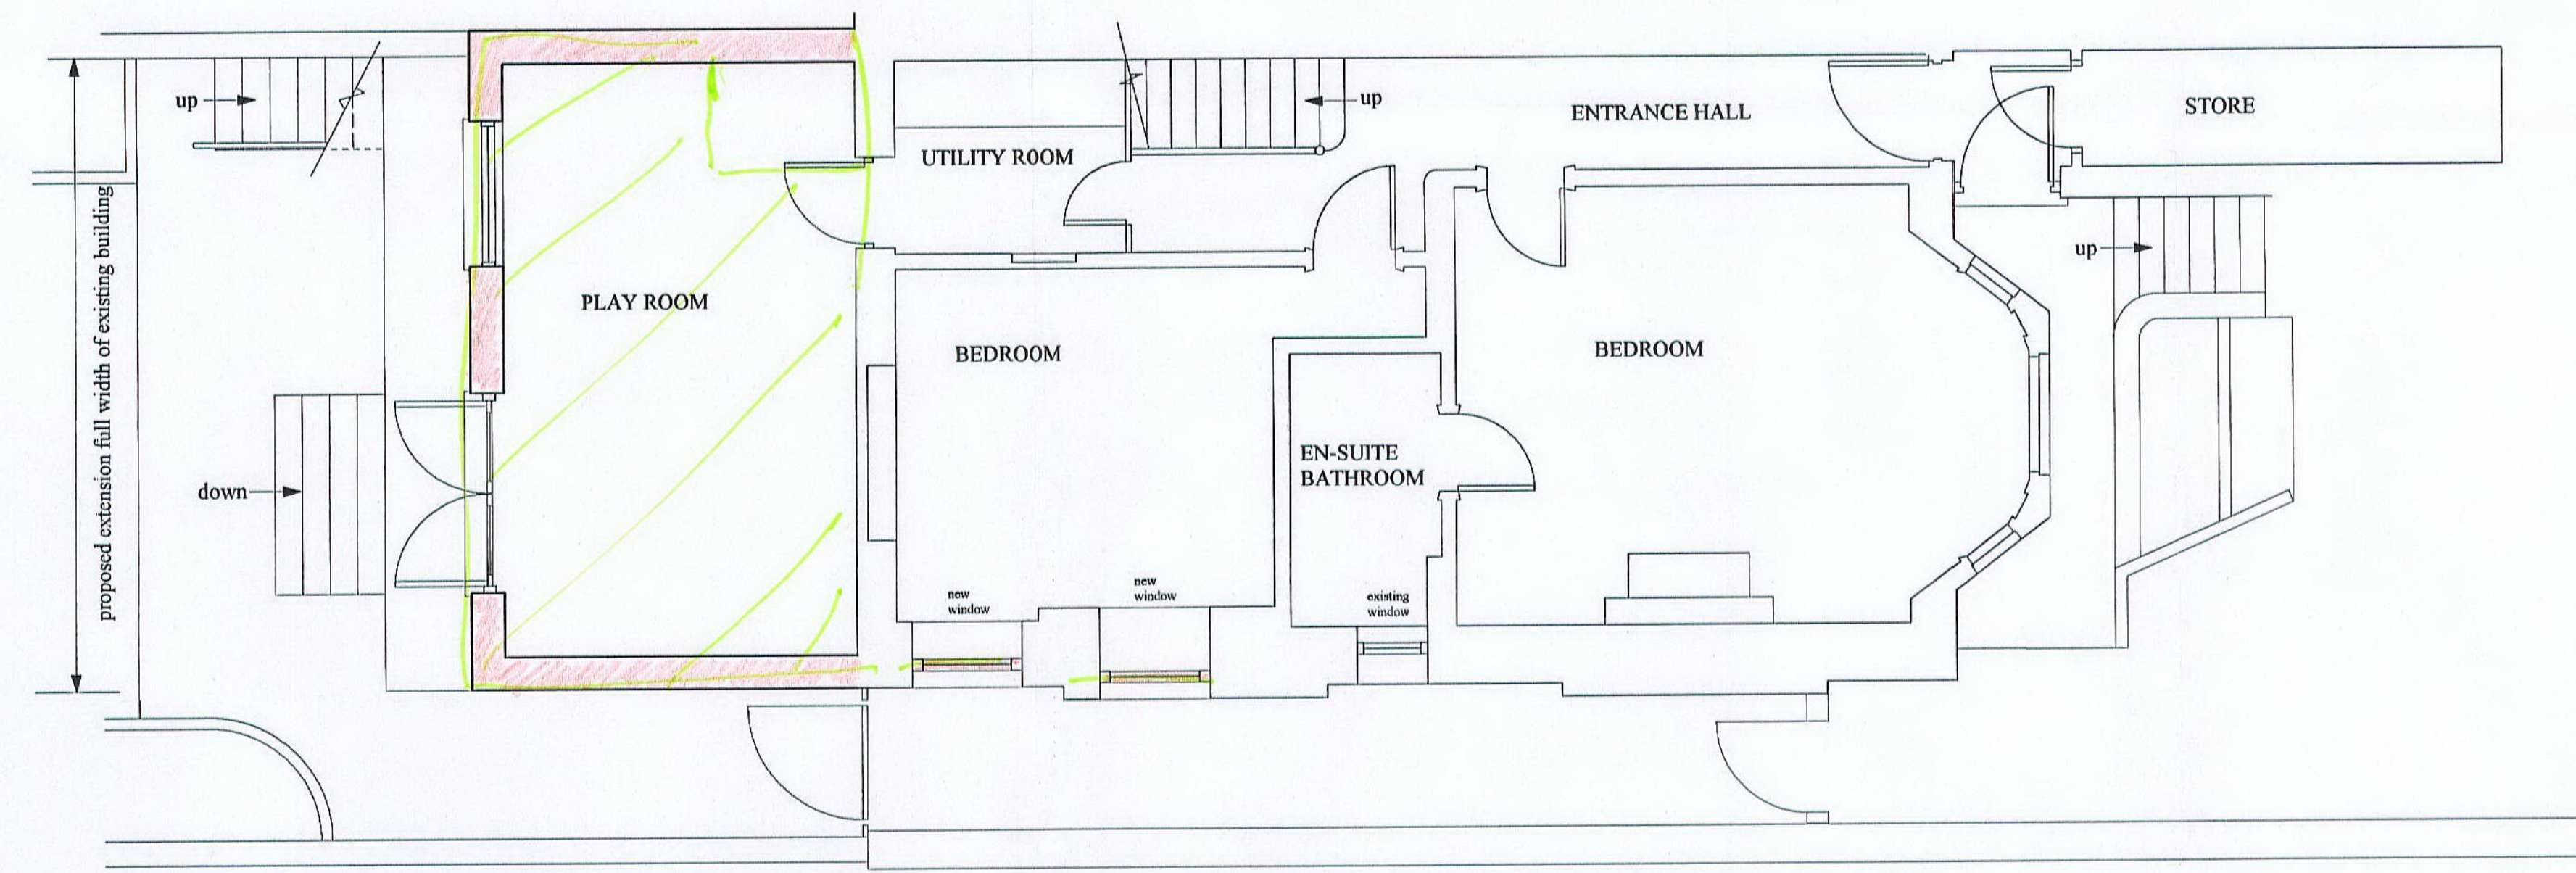 up
up
ENTRANCE HALL
STORE
UTILITY ROOM
up
proposed extension full width of existing building
PLAY ROOM
BEDROOM
BEDROOM
EN-SUITE
BATHROOM
down
new
window
new
window
existing
window